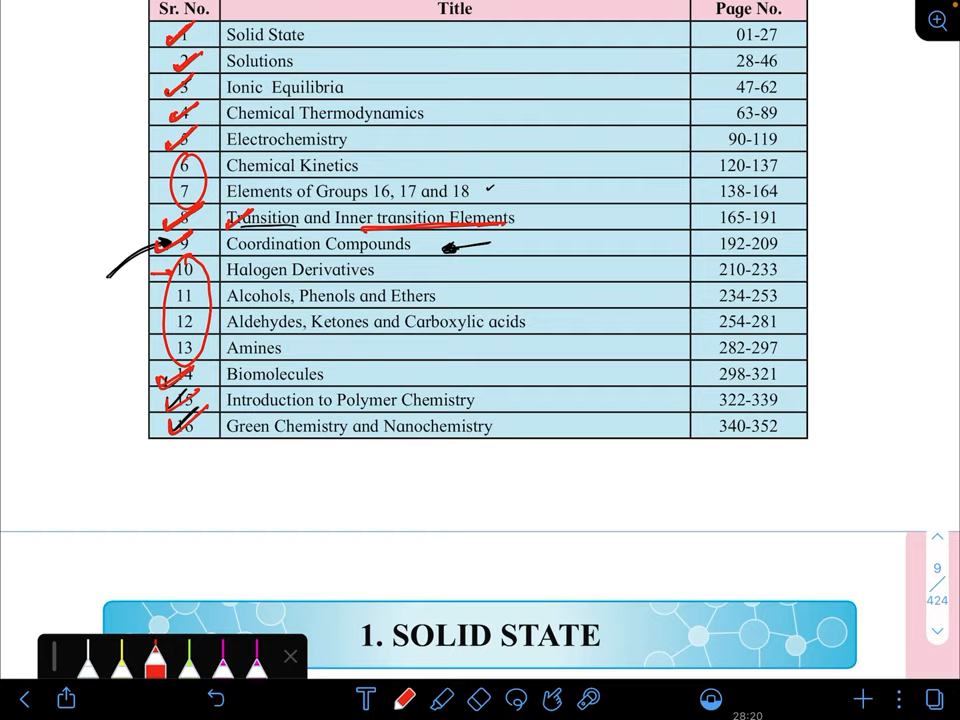 Sr. No. Title Page No.
1 Solid State 01-27
2 Solutions 28-46
3 Ionic Equilibria 47-62
4 Chemical Thermodynamics 63-89
5 Electrochemistry 90-119
6 Chemical Kinetics 120-137
7 Elements of Groups 16, 17 and 18 138-164
8 Transition and Inner transition Elements 165-191
9 Coordination Compounds 192-209
10 Halogen Derivatives 210-233
11 Alcohols, Phenols and Ethers 234-253
12 Aldehydes, Ketones and Carboxylic acids 254-281
13 Amines 282-297
14 Biomolecules 298-321
15 Introduction to Polymer Chemistry 322-339
16 Green Chemistry and Nanochemistry 340-352
9
424
1. SOLID STATE
T
28:20